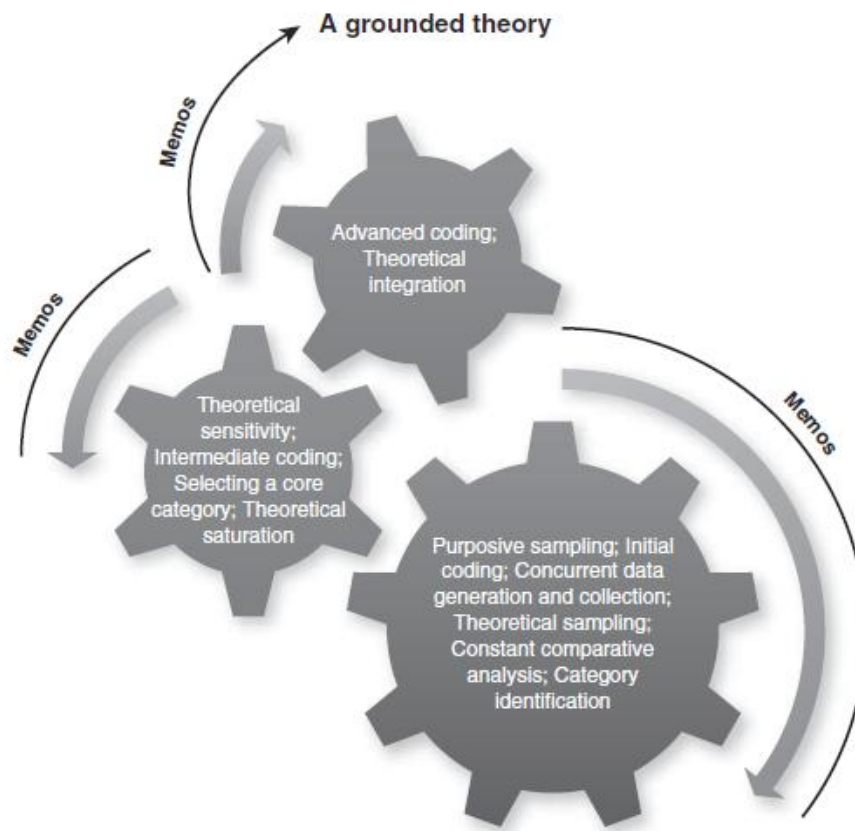 A grounded theory
Memos
Advanced coding;
Theoretical
integration
Memos
Theoretical
sensitivity;
Intermediate coding;
Selecting a core
category; Theoretical
saturation
Memos
Purposive sampling; Initial
coding; Concurrent data
generation and collection;
Theoretical sampling;
Constant comparative
analysis; Category
identification